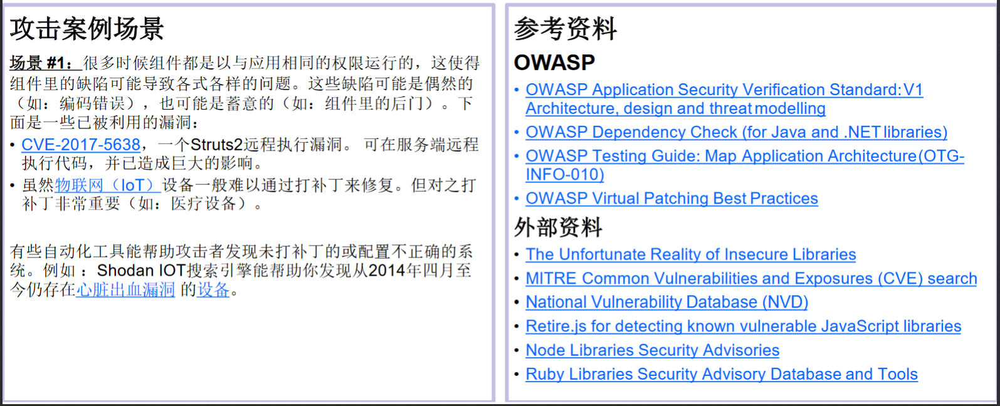 攻击案例场景
场景 #1：很多时候组件都是以与应用相同的权限运行的，这使得
组件里的缺陷可能导致各式各样的问题。这些缺陷可能是偶然的
（如：编码错误），也可能是蓄意的（如：组件里的后门）。下
面是一些已被利用的漏洞：
• CVE-2017-5638，一个Struts2远程执行漏洞。 可在服务端远程
执行代码，并已造成巨大的影响。
• 虽然物联网（IoT）设备一般难以通过打补丁来修复。但对之打
补丁非常重要（如：医疗设备）。
有些自动化工具能帮助攻击者发现未打补丁的或配置不正确的系
统。例如 ：Shodan IOT搜索引擎能帮助你发现从2014年四月至
今仍存在心脏出血漏洞 的设备。
参考资料
OWASP
• OWASP Application Security Verification Standard: V1
Architecture, design and threat modelling
• OWASP Dependency Check (for Java and .NET libraries)
• OWASP Testing Guide: Map Application Architecture (OTG-
INFO-010)
• OWASP Virtual Patching Best Practices
外部资料
• The Unfortunate Reality of Insecure Libraries
• MITRE Common Vulnerabilities and Exposures (CVE) search
• National Vulnerability Database (NVD)
• Retire.js for detecting known vulnerable JavaScript libraries
• Node Libraries Security Advisories
• Ruby Libraries Security Advisory Database and Tools